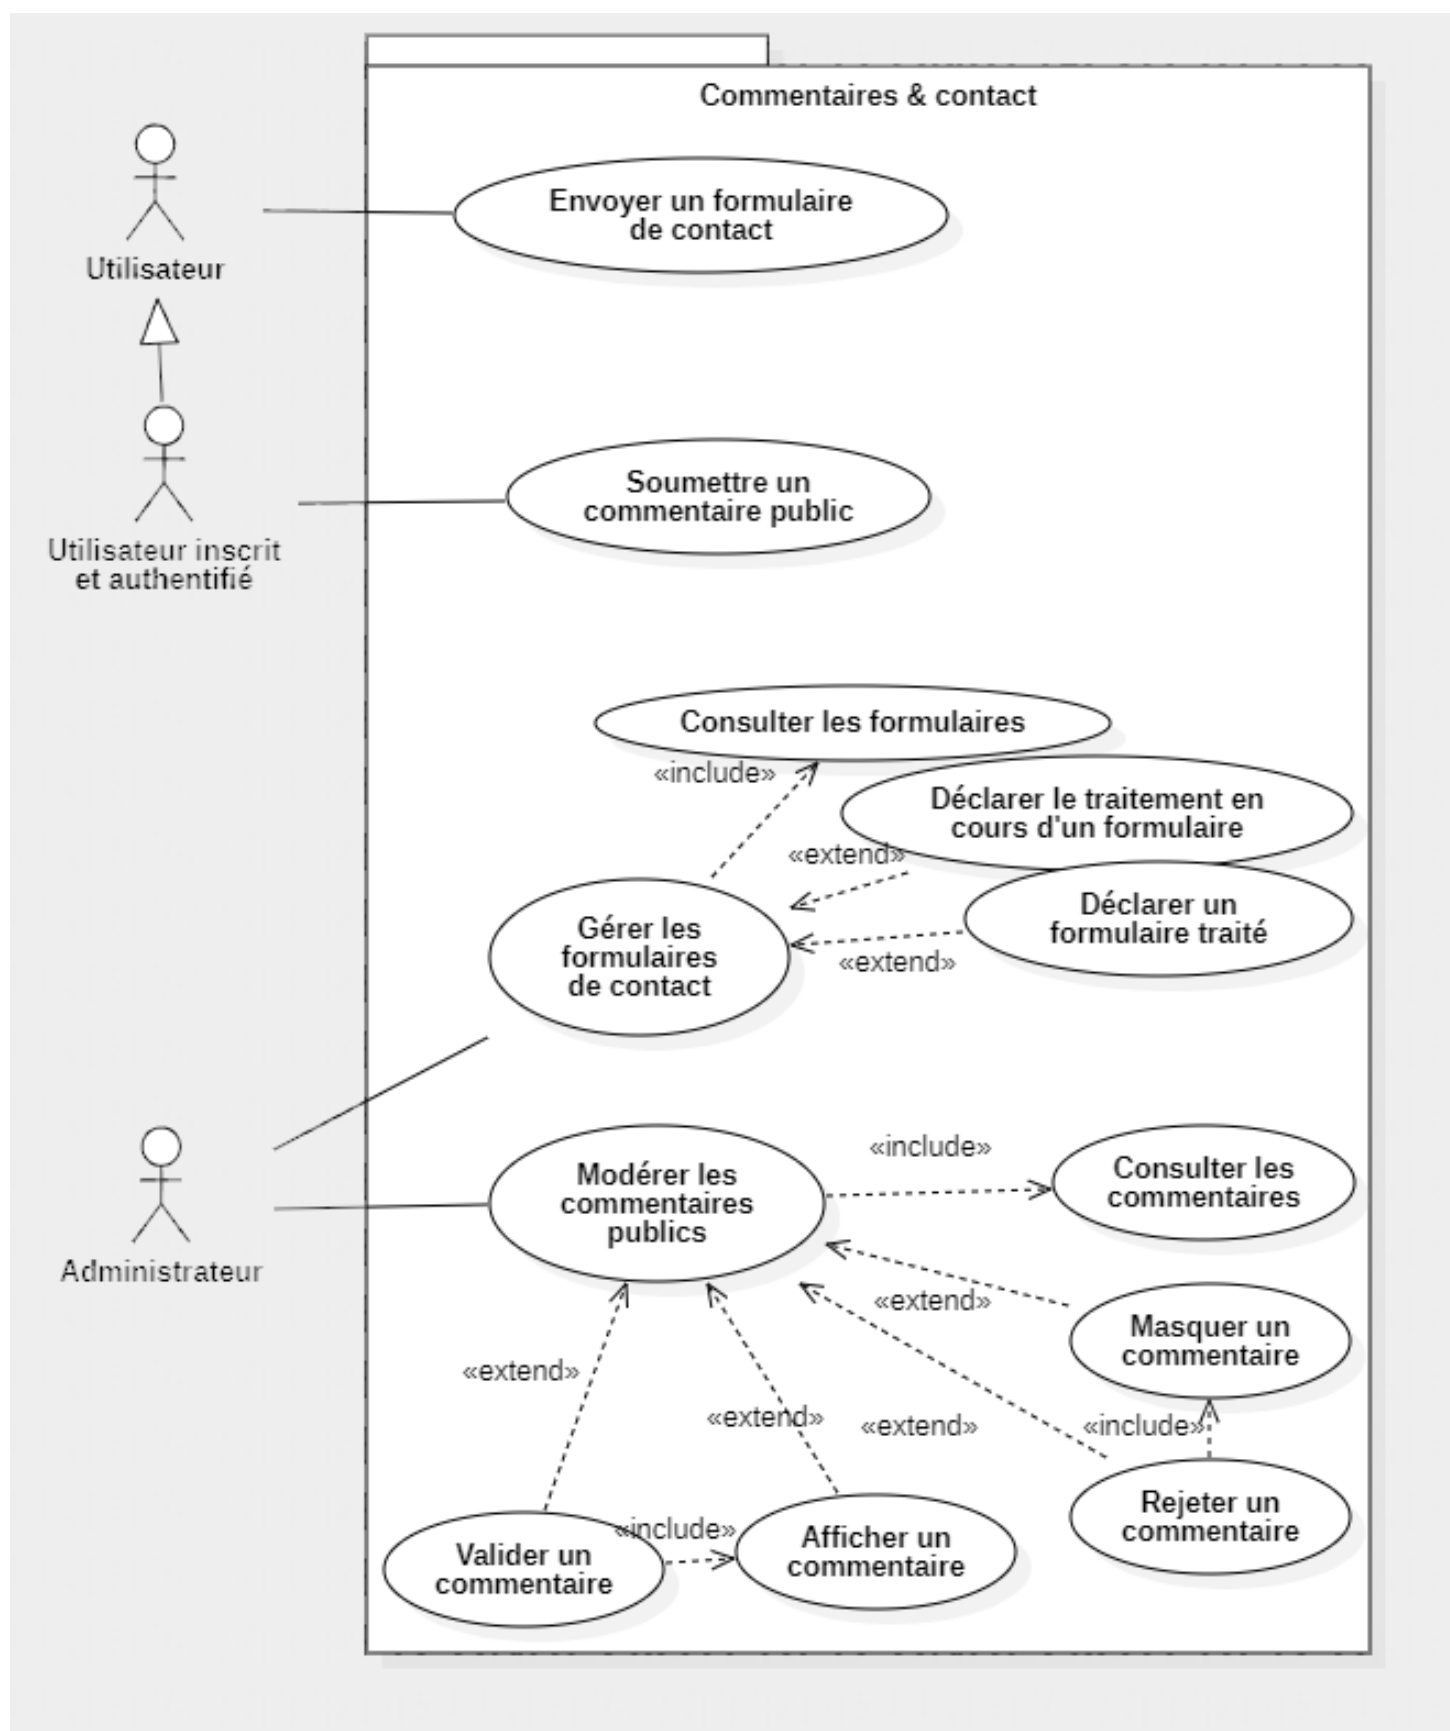 Commentaires & contact
Envoyer un formulaire
de contact
Utilisateur
Soumettre un
commentaire public
Utilisateur inscrit
et authentifié
Consulter les formulaires
«include»
Déclarer le traitement en
cours d'un formulaire
«extend»
Déclarer un
formulaire traité
«extend»
Gérer les
formulaires
de contact
Administrateur
Modérer les
commentaires
publics
«include»
Consulter les
commentaires
«extend»
Masquer un
commentaire
«extend»
«extend»
«extend»
«include»
Rejeter un
commentaire
«include»
Valider un
commentaire
Afficher un
commentaire